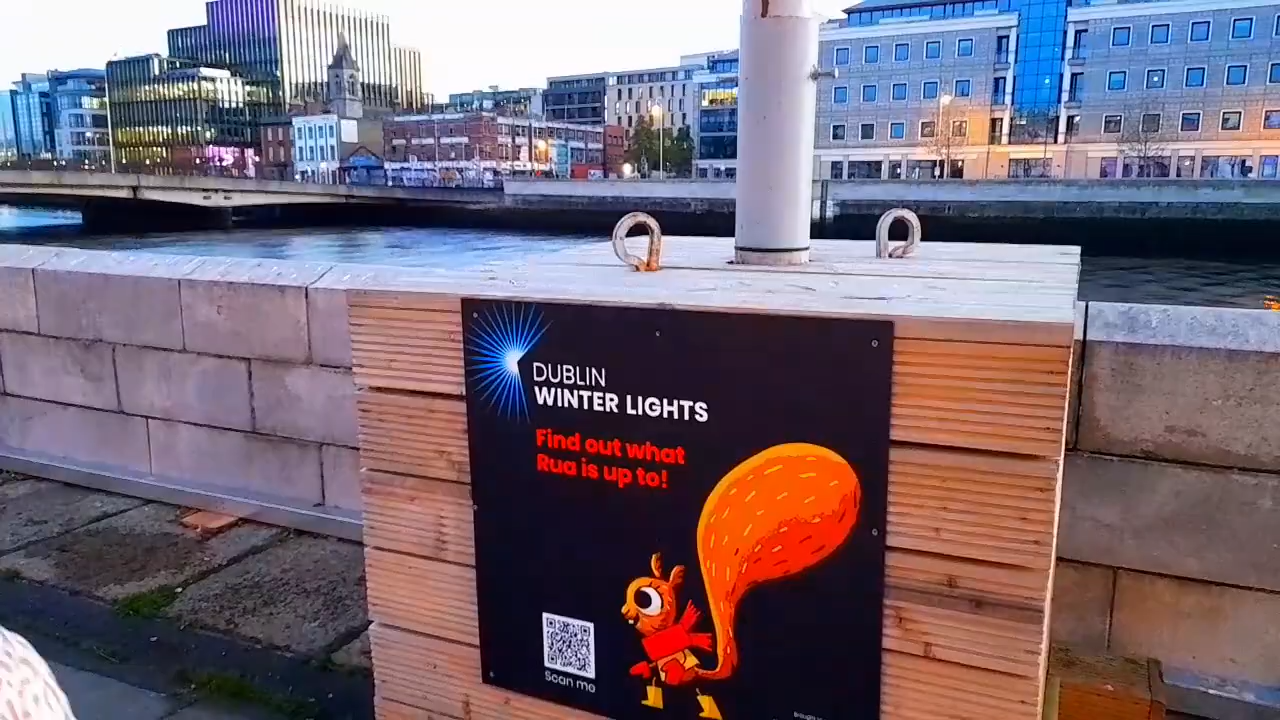 DUBLIN
WINTER LIGHTS
Find out what
Rua is up to!
Scan me